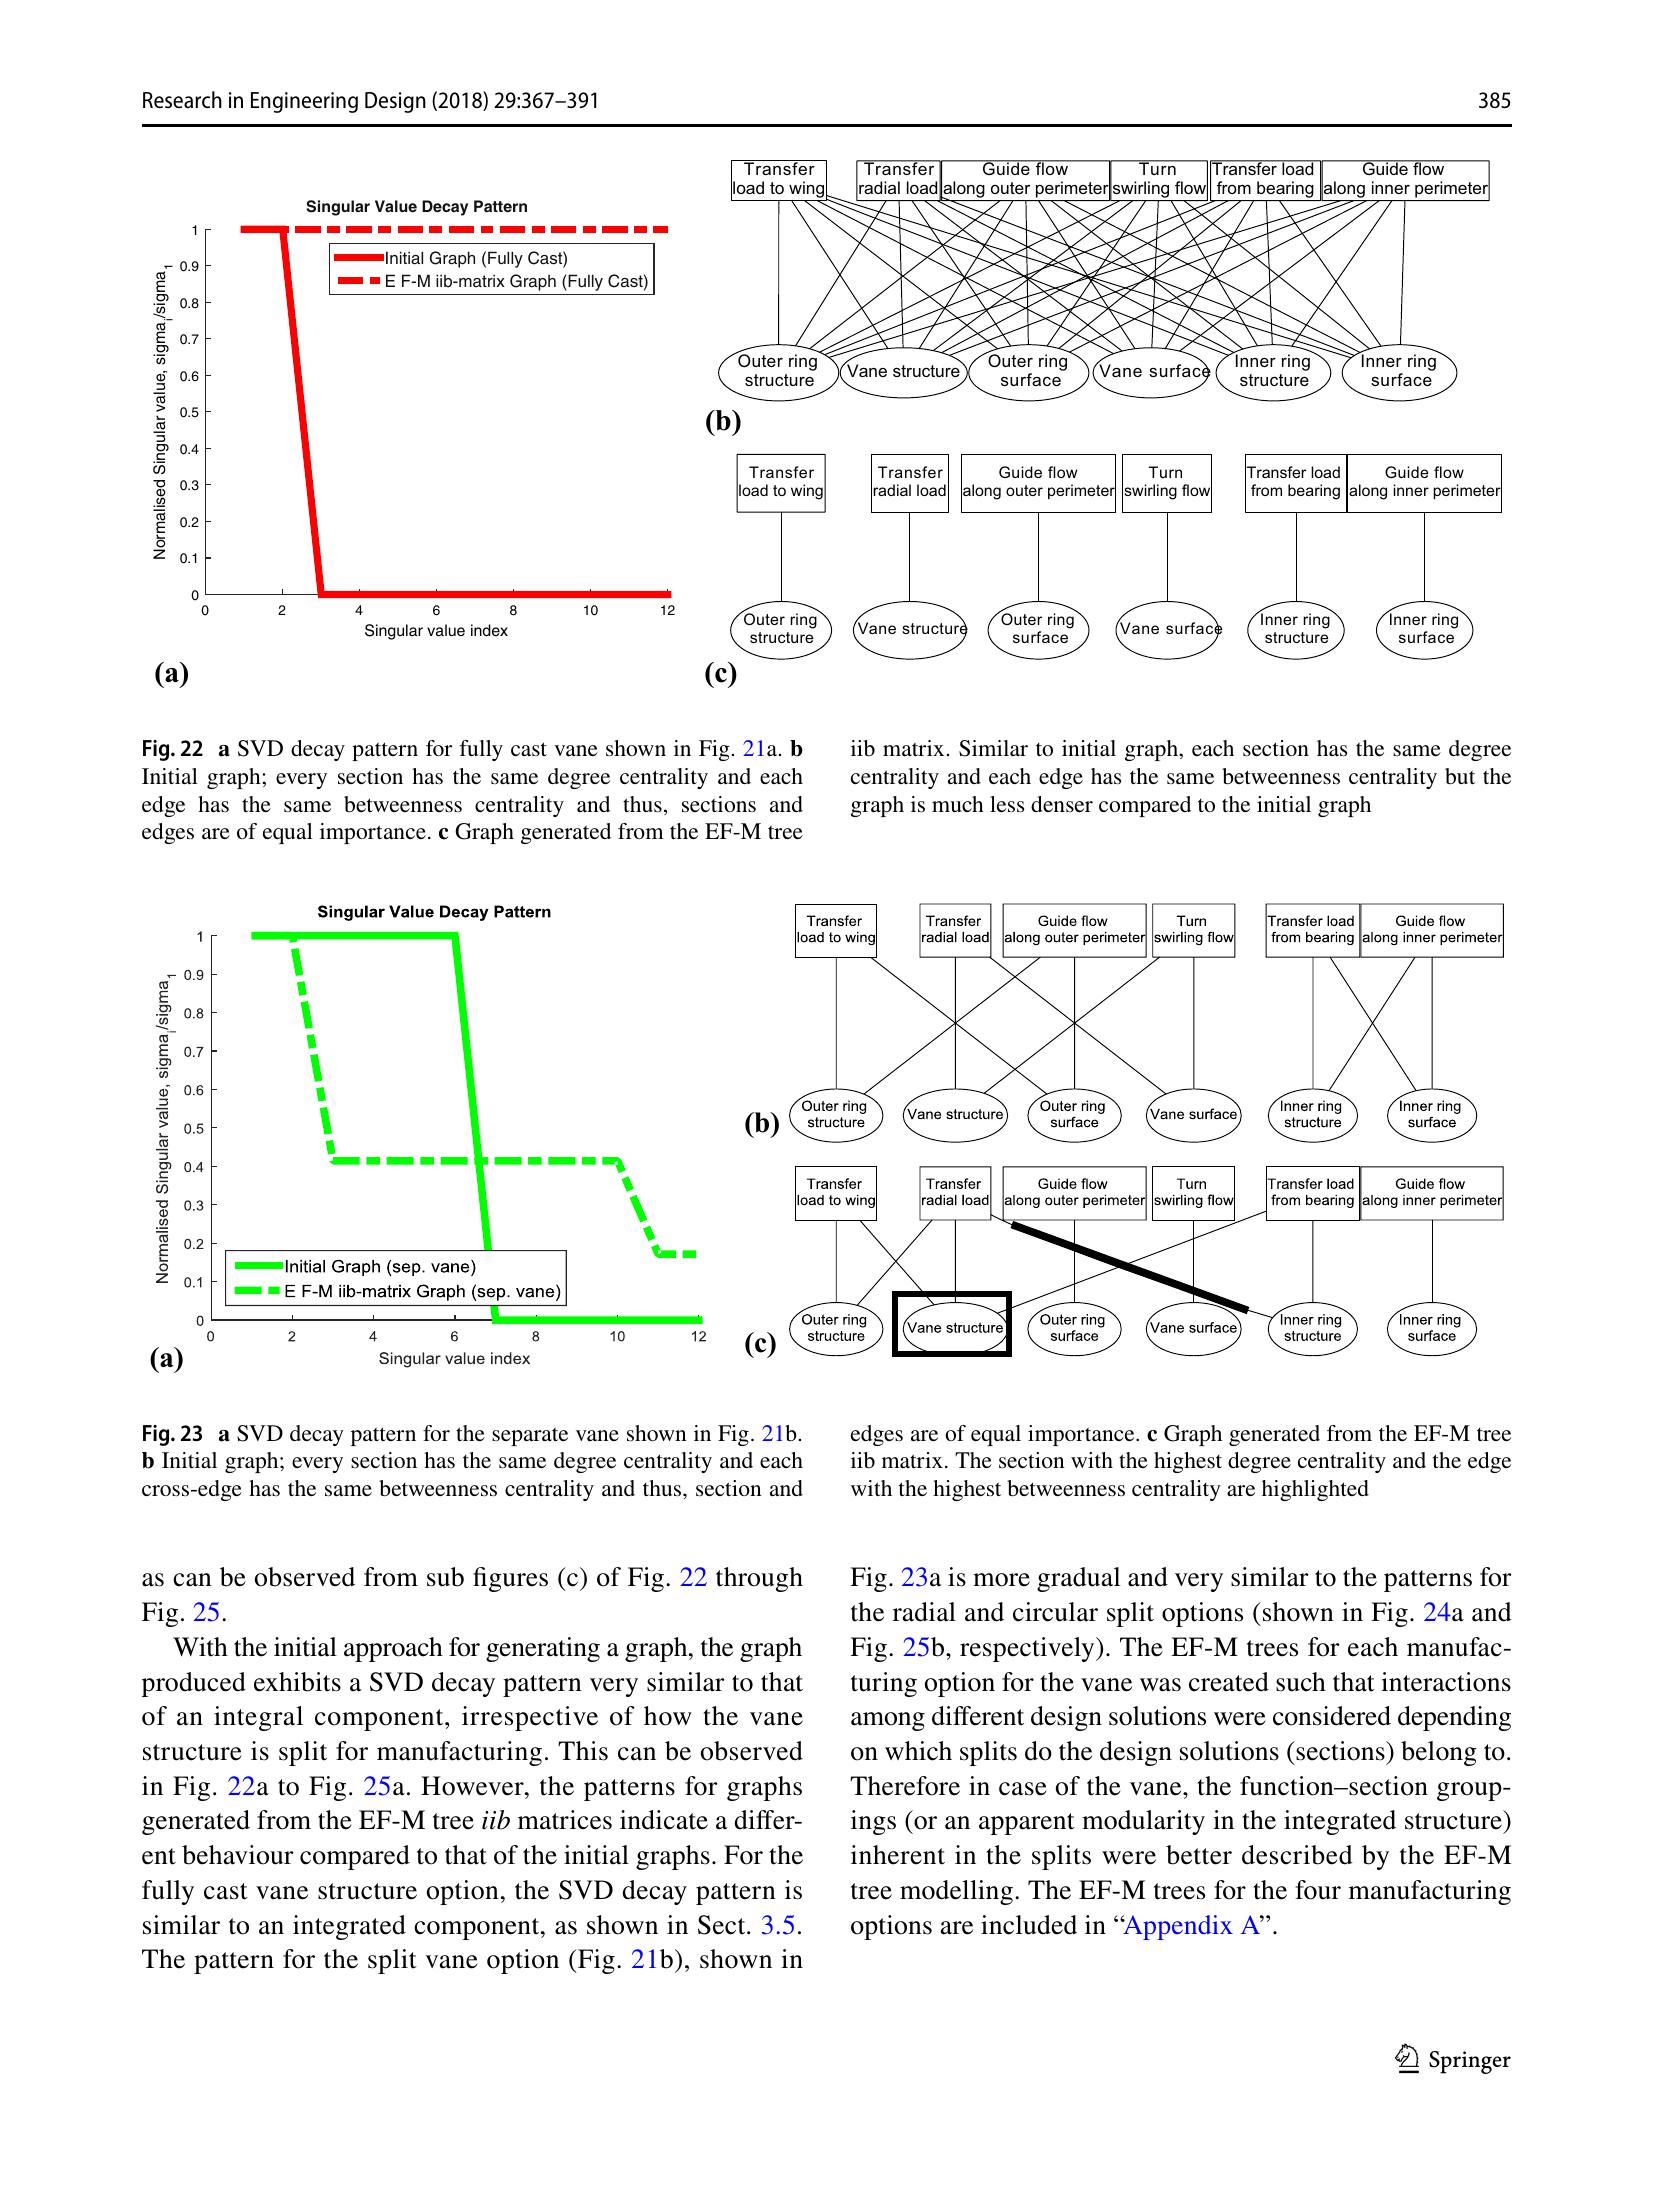 Research in Engineering Design (2018) 29:367–391
385
Singular Value Decay Pattern
Normalised Singular value, sigma_i/sigma_1
1
0.9
0.8
0.7
0.6
0.5
0.4
0.3
0.2
0.1
0
0 2 4 6 8 10 12
Singular value index
Initial Graph (Fully Cast)
E F-M iib-matrix Graph (Fully Cast)
(a)
Transfer
load to wing
Transfer
radial load
Guide flow
along outer perimeter
Turn
swirling flow
Transfer load
from bearing
Guide flow
along inner perimeter
Outer ring
structure
Vane structure
Outer ring
surface
Vane surface
Inner ring
structure
Inner ring
surface
(b)
Transfer
load to wing
Transfer
radial load
Guide flow
along outer perimeter
Turn
swirling flow
Transfer load
from bearing
Guide flow
along inner perimeter
Outer ring
structure
Vane structure
Outer ring
surface
Vane surface
Inner ring
structure
Inner ring
surface
(c)
Fig. 22 a SVD decay pattern for fully cast vane shown in Fig. 21a. b
Initial graph; every section has the same degree centrality and each
edge has the same betweenness centrality and thus, sections and
edges are of equal importance. c Graph generated from the EF-M tree
iib matrix. Similar to initial graph, each section has the same degree
centrality and each edge has the same betweenness centrality but the
graph is much less denser compared to the initial graph
Singular Value Decay Pattern
Normalised Singular value, sigma_i/sigma_1
1
0.9
0.8
0.7
0.6
0.5
0.4
0.3
0.2
0.1
0
0 2 4 6 8 10 12
Singular value index
Initial Graph (sep. vane)
E F-M iib-matrix Graph (sep. vane)
(a)
Transfer
load to wing
Transfer
radial load
Guide flow
along outer perimeter
Turn
swirling flow
Transfer load
from bearing
Guide flow
along inner perimeter
Outer ring
structure
Vane structure
Outer ring
surface
Vane surface
Inner ring
structure
Inner ring
surface
(b)
Transfer
load to wing
Transfer
radial load
Guide flow
along outer perimeter
Turn
swirling flow
Transfer load
from bearing
Guide flow
along inner perimeter
Outer ring
structure
Vane structure
Outer ring
surface
Vane surface
Inner ring
structure
Inner ring
surface
(c)
Fig. 23 a SVD decay pattern for the separate vane shown in Fig. 21b.
b Initial graph; every section has the same degree centrality and each
cross-edge has the same betweenness centrality and thus, section and
edges are of equal importance. c Graph generated from the EF-M tree
iib matrix. The section with the highest degree centrality and the edge
with the highest betweenness centrality are highlighted
as can be observed from sub figures (c) of Fig. 22 through
Fig. 25.
With the initial approach for generating a graph, the graph
produced exhibits a SVD decay pattern very similar to that
of an integral component, irrespective of how the vane
structure is split for manufacturing. This can be observed
in Fig. 22a to Fig. 25a. However, the patterns for graphs
generated from the EF-M tree iib matrices indicate a differ-
ent behaviour compared to that of the initial graphs. For the
fully cast vane structure option, the SVD decay pattern is
similar to an integrated component, as shown in Sect. 3.5.
The pattern for the split vane option (Fig. 21b), shown in
Fig. 23a is more gradual and very similar to the patterns for
the radial and circular split options (shown in Fig. 24a and
Fig. 25b, respectively). The EF-M trees for each manufac-
turing option for the vane was created such that interactions
among different design solutions were considered depending
on which splits do the design solutions (sections) belong to.
Therefore in case of the vane, the function–section group-
ings (or an apparent modularity in the integrated structure)
inherent in the splits were better described by the EF-M
tree modelling. The EF-M trees for the four manufacturing
options are included in “Appendix A”.
Springer